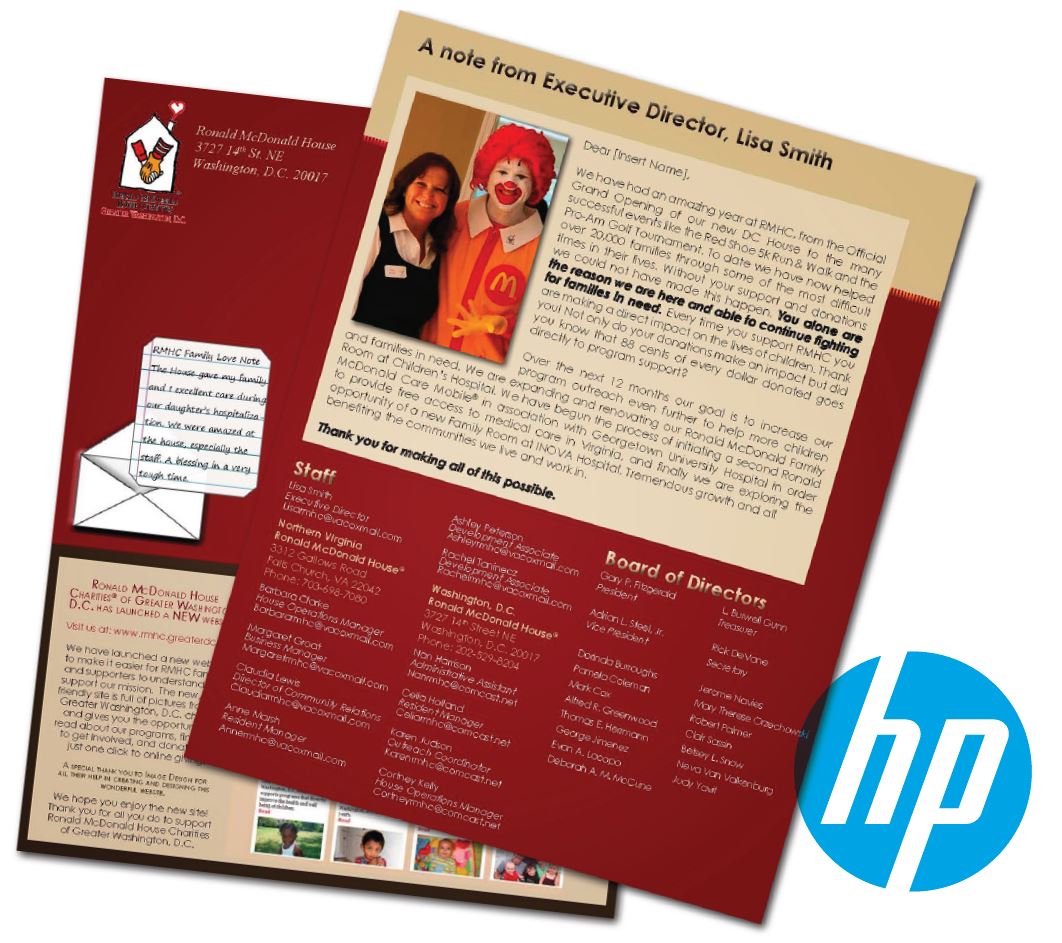 A note from Executive Director, Lisa Smith
Dear [Insert Name],
We have had an amazing year at RMHC, from the Official
Grand Opening of our new DC House to the many
successful events like the Red Shoe 5k Run & Walk and the
Pro-Am Golf Tournament. To date we have now helped
over 20,000 families through some of the most difficult
times in their lives. Without your support and donations
we could not have made this happen. You alone are
the reason we are here and able to continue fighting
for families in need. Every time you support RMHC you
are making a direct impact on the lives of children. Thank
you! Not only do your donations make an impact but did
you know that 88 cents of every dollar donated goes
directly to program support?
Over the next 12 months our goal is to increase our
program outreach even further to help more children
and families in need. We are expanding and renovating our Ronald McDonald Family
Room at Children's Hospital. We have begun the process of initiating a second Ronald
McDonald Care Mobile® in association with Georgetown University Hospital in order
to provide free access to medical care in Virginia, and finally we are exploring the
opportunity of a new Family Room at INOVA Hospital. Tremendous growth and all
benefiting the communities we live and work in.
Thank you for making all of this possible.
Staff
Lisa Smith
Executive Director
Lisarmhc@vacoxmail.com
Northern Virginia
Ronald McDonald House®
3312 Gallows Road
Falls Church, VA 22042
Phone: 703-698-7080
Barbara Clarke
House Operations Manager
Barbaramhc@vacoxmail.com
Margaret Groat
Business Manager
Margaretrmhc@vacoxmail.com
Claudia Lewis
Director of Community Relations
Claudiarmhc@vacoxmail.com
Anne Marsh
Resident Manager
Annermhc@vacoxmail.com
Ashley Peterson
Development Associate
Ashleyrmhc@vacoxmail.com
Rachel Taninecz
Development Associate
Rachelrmhc@vacoxmail.com
Washington, D.C.
Ronald McDonald House®
3727 14th Street NE
Washington, D.C. 20017
Phone: 202-529-8204
Nan Harrison
Administrative Assistant
Nanrmhc@comcast.net
Celia Holland
Resident Manager
Celiarmhc@comcast.net
Karen Judson
Outreach Coordinator
Karenrmhc@comcast.net
Cortney Kelly
House Operations Manager
Cortneyrmhc@comcast.net
Board of Directors
Gary P. Fitzgerald
President
Adrian L. Steel, Jr.
Vice President
Dorinda Burroughs
Pamela Coleman
Mark Cox
Alfred R. Greenwood
Thomas E. Herrmann
George Jimenez
Evan A. Locopo
Deborah A. M. McCune
L. Burwell Gunn
Treasurer
Rick DeVane
Secretary
Jerome Navies
Mary Therese Orzechowski
Robert Palmer
Clair Sassin
Betsey L. Snow
Neva Van Valkenburg
Judy Yavit
Ronald McDonald House
3727 14th St. NE
Washington, D.C. 20017
Greater Washington, D.C.
RMHC Family Love Note
The House gave my family
and I excellent care during
our daughter's hospitaliza-
tion. We were amazed at
the house, especially the
staff. A blessing in a very
tough time.
Ronald McDonald House
Charities® of Greater Washington
D.C. has launched a NEW
Visit us at: www.rmhc.greaterdc
We have launched a new
to make it easier for RMHC
and supporters to understand
support our mission. The new
friendly site is full of pictures
Greater Washington, D.C.
and gives you the
read about our programs,
to get involved, and
just one click to online
A special thank you to Image Design for
all their help in creating and designing this
wonderful website.
We hope you enjoy the new site!
Thank you for all you do to support
Ronald McDonald House Charities
of Greater Washington, D.C.
hp